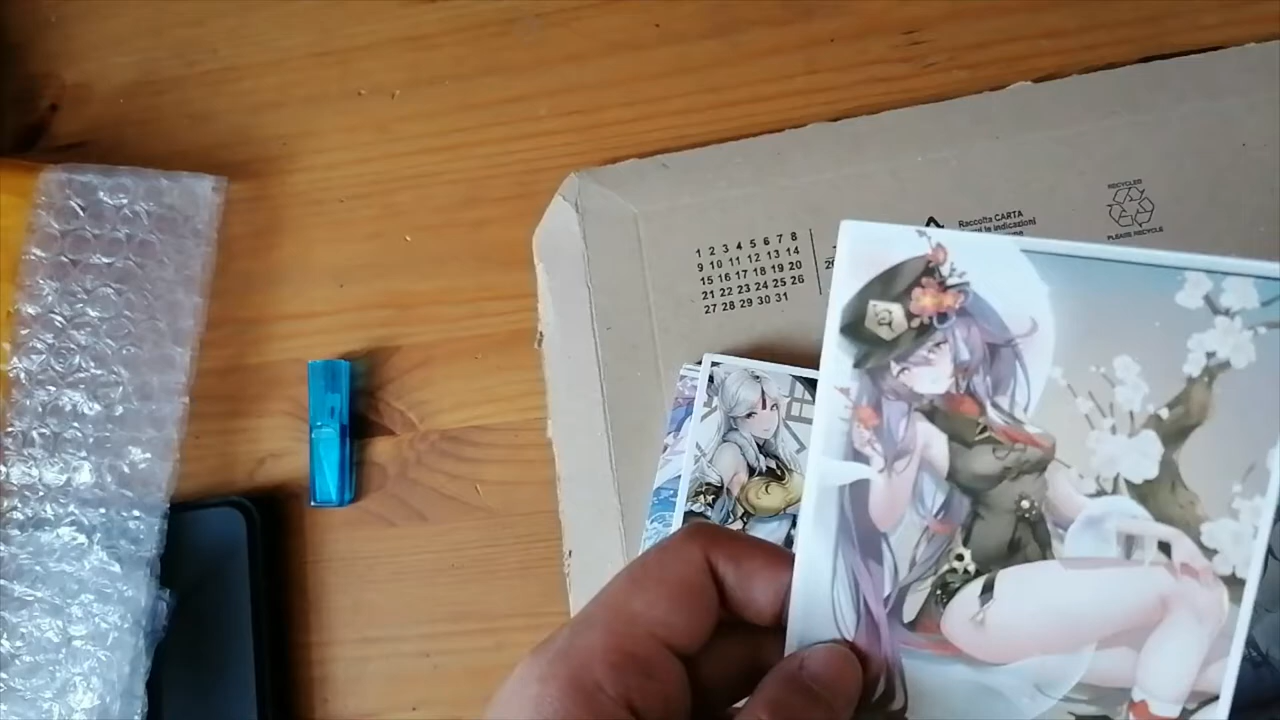 1 2 3 4 5 6 7 8
9 10 11 12 13 14
15 16 17 18 19 20
21 22 23 24 25 26
27 28 29 30 31
Raccolta CARTA
indicazioni
RECYCLED
PLEASE RECYCLE